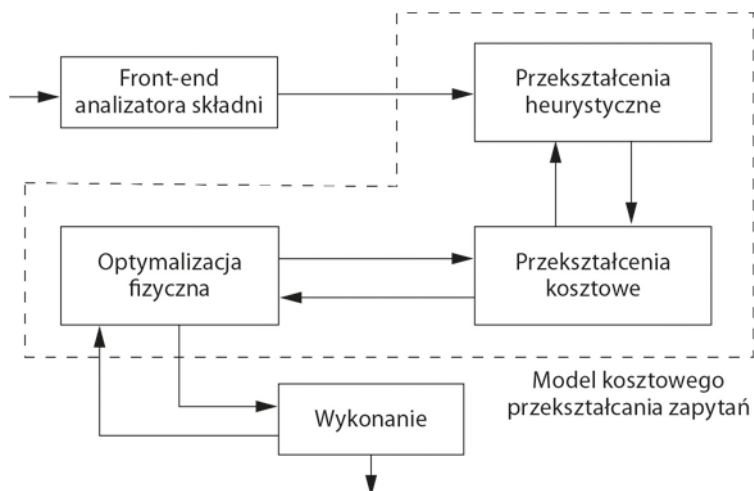 Front-end
analizatora składni
Przekształcenia
heurystyczne
Optymalizacja
fizyczna
Przekształcenia
kosztowe
Model kosztowego
przekształcania zapytań
Wykonanie